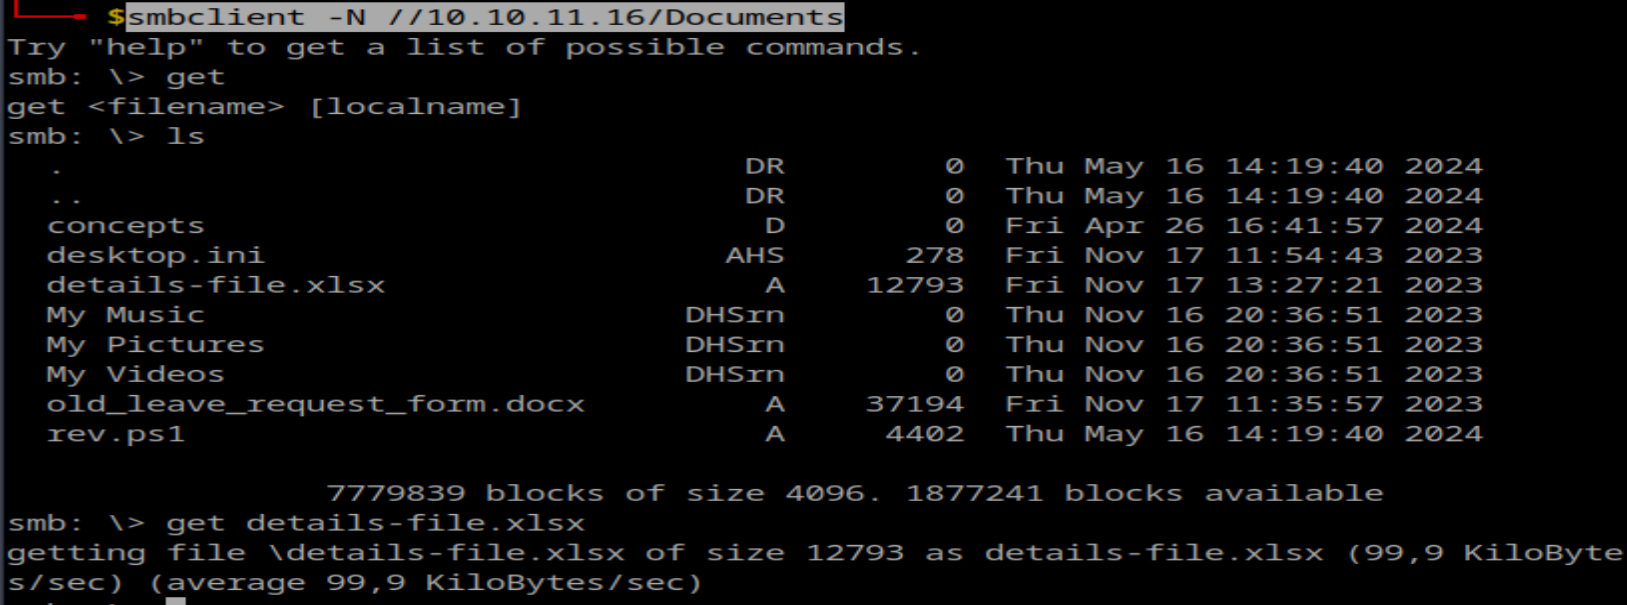 $smbclient -N //10.10.11.16/Documents
Try "help" to get a list of possible commands.
smb: \> get
get <filename> [localname]
smb: \> ls
  .                                  DR        0  Thu May 16 14:19:40 2024
  ..                                 DR        0  Thu May 16 14:19:40 2024
  concepts                            D        0  Fri Apr 26 16:41:57 2024
  desktop.ini                       AHS      278  Fri Nov 17 11:54:43 2023
  details-file.xlsx                   A    12793  Fri Nov 17 13:27:21 2023
  My Music                        DHSrn        0  Thu Nov 16 20:36:51 2023
  My Pictures                     DHSrn        0  Thu Nov 16 20:36:51 2023
  My Videos                       DHSrn        0  Thu Nov 16 20:36:51 2023
  old_leave_request_form.docx         A    37194  Fri Nov 17 11:35:57 2023
  rev.ps1                             A     4402  Thu May 16 14:19:40 2024
                7779839 blocks of size 4096. 1877241 blocks available
smb: \> get details-file.xlsx
getting file \details-file.xlsx of size 12793 as details-file.xlsx (99,9 KiloByte
s/sec) (average 99,9 KiloBytes/sec)